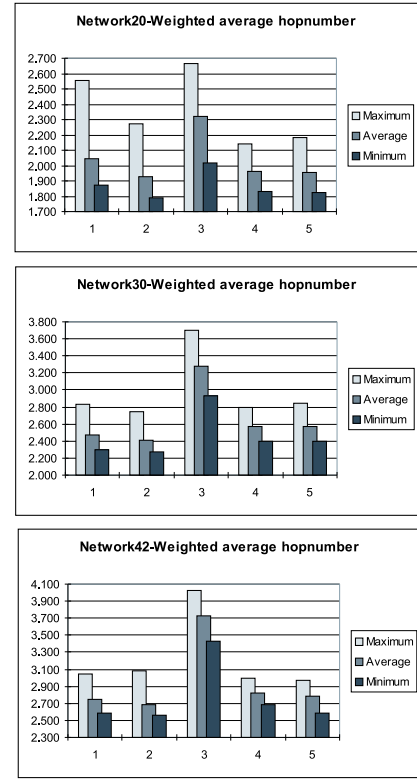 Network20-Weighted average hopnumber
2.700
2.600
2.500
2.400
2.300
2.200
2.100
2.000
1.900
1.800
1.700
1 2 3 4 5
Maximum
Average
Minimum
Network30-Weighted average hopnumber
3.800
3.600
3.400
3.200
3.000
2.800
2.600
2.400
2.200
2.000
1 2 3 4 5
Maximum
Average
Minimum
Network42-Weighted average hopnumber
4.100
3.900
3.700
3.500
3.300
3.100
2.900
2.700
2.500
2.300
1 2 3 4 5
Maximum
Average
Minimum